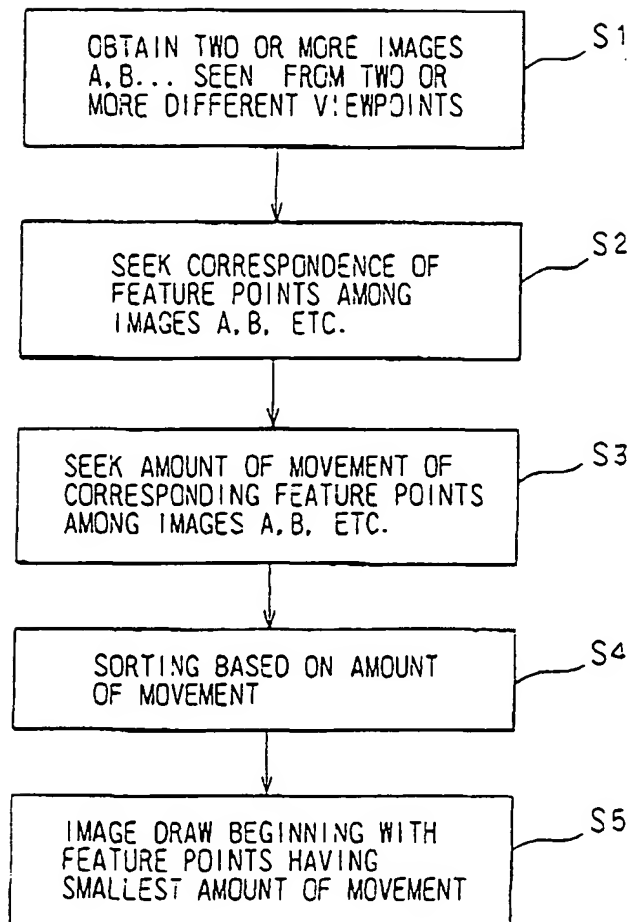 OBTAIN TWO OR MORE IMAGES
A,B... SEEN FROM TWO OR
MORE DIFFERENT VIEWPOINTS
S1
SEEK CORRESPONDENCE OF
FEATURE POINTS AMONG
IMAGES A,B, ETC.
S2
SEEK AMOUNT OF MOVEMENT OF
CORRESPONDING FEATURE POINTS
AMONG IMAGES A,B, ETC.
S3
SORTING BASED ON AMOUNT
OF MOVEMENT
S4
IMAGE DRAW BEGINNING WITH
FEATURE POINTS HAVING
SMALLEST AMOUNT OF MOVEMENT
S5